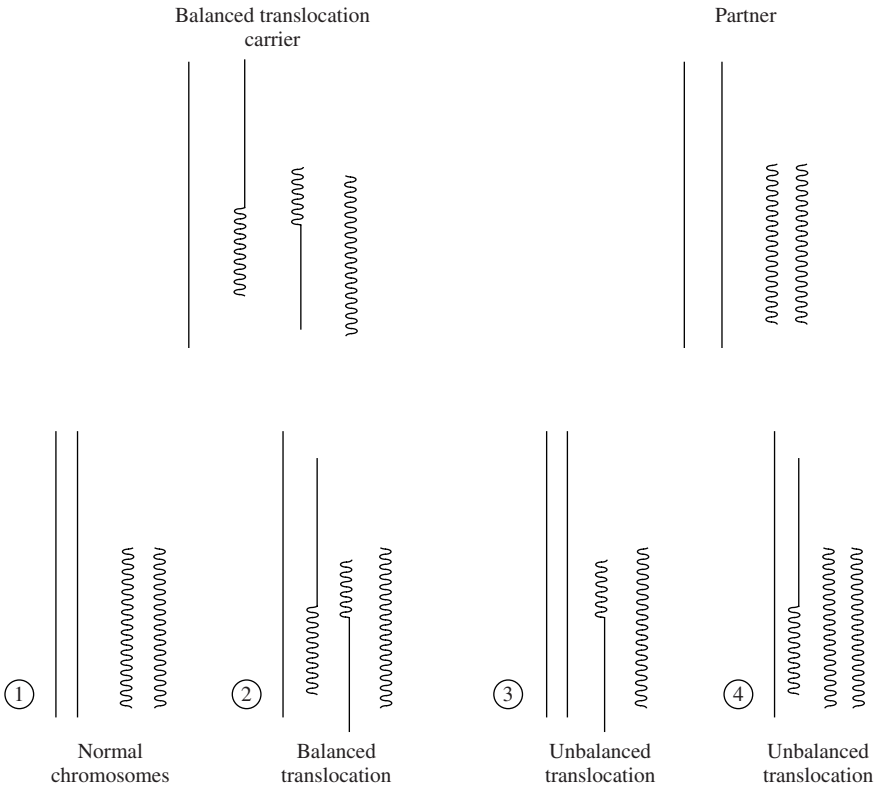 Balanced translocation
carrier
Partner
1
2
3
4
Normal
chromosomes
Balanced
translocation
Unbalanced
translocation
Unbalanced
translocation